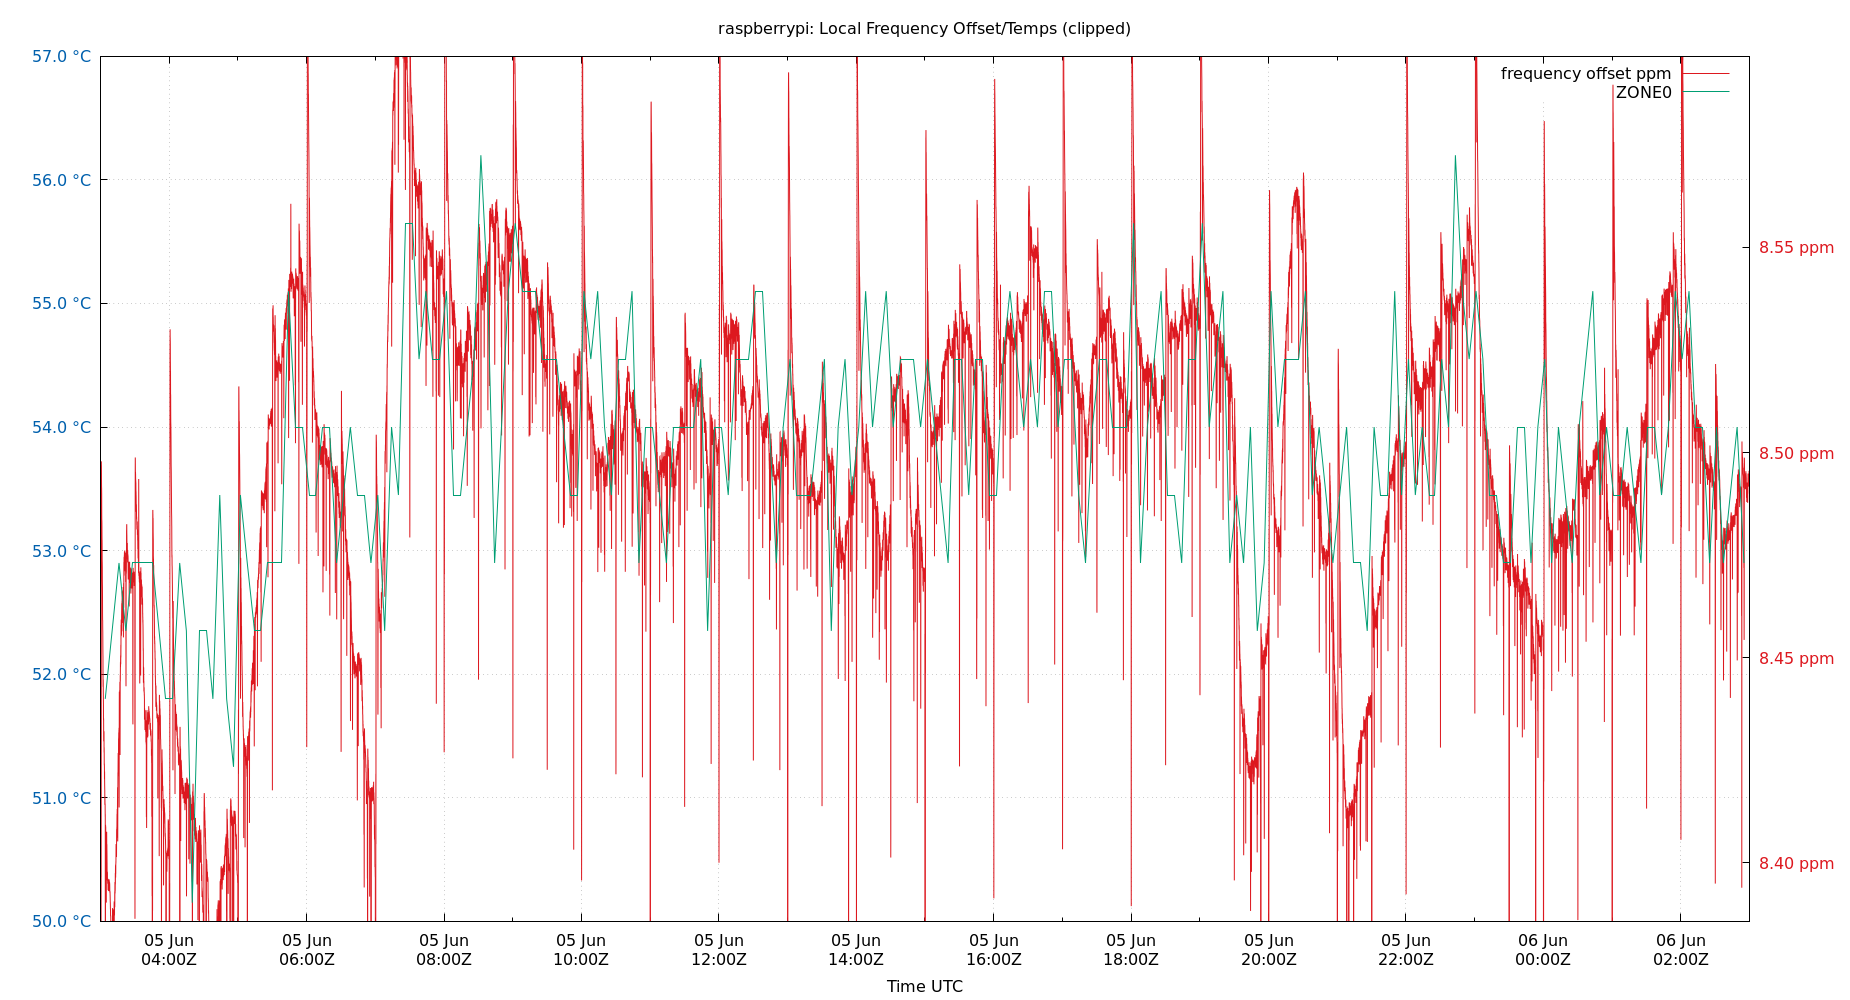 raspberrypi: Local Frequency Offset/Temps (clipped)
57.0 °C
56.0 °C
55.0 °C
54.0 °C
53.0 °C
52.0 °C
51.0 °C
50.0 °C
frequency offset ppm
ZONE0
8.55 ppm
8.50 ppm
8.45 ppm
8.40 ppm
05 Jun 05 Jun 05 Jun 05 Jun 05 Jun 05 Jun 05 Jun 05 Jun 05 Jun 05 Jun 06 Jun 06 Jun
04:00Z 06:00Z 08:00Z 10:00Z 12:00Z 14:00Z 16:00Z 18:00Z 20:00Z 22:00Z 00:00Z 02:00Z
Time UTC